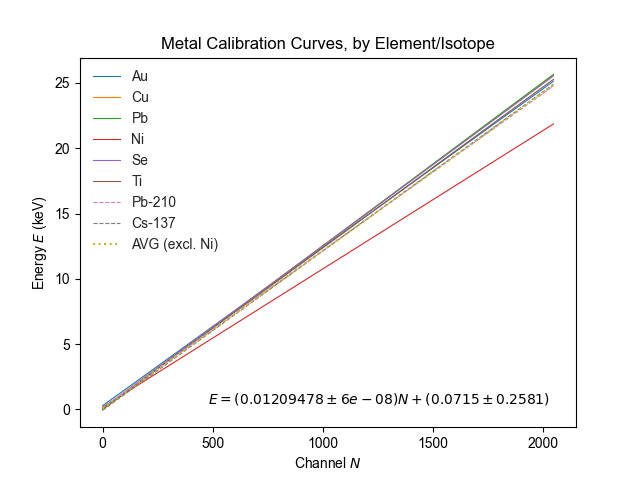 Metal Calibration Curves, by Element/Isotope
Energy E (keV)
25
20
15
10
5
0
Au
Cu
Pb
Ni
Se
Ti
Pb-210
Cs-137
AVG (excl. Ni)
E = (0.01209478 ± 6e − 08)N + (0.0715 ± 0.2581)
0 500 1000 1500 2000
Channel N